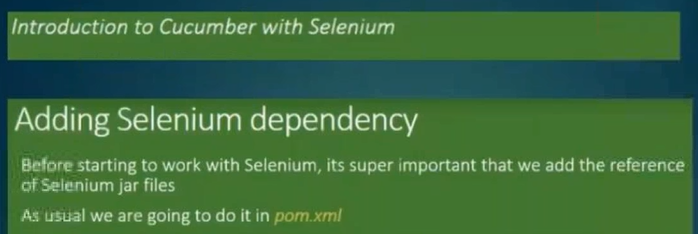 Introduction to Cucumber with Selenium
Adding Selenium dependency
Before starting to work with Selenium, its super important that we add the reference
of Selenium jar files
As usual we are going to do it in pom.xml